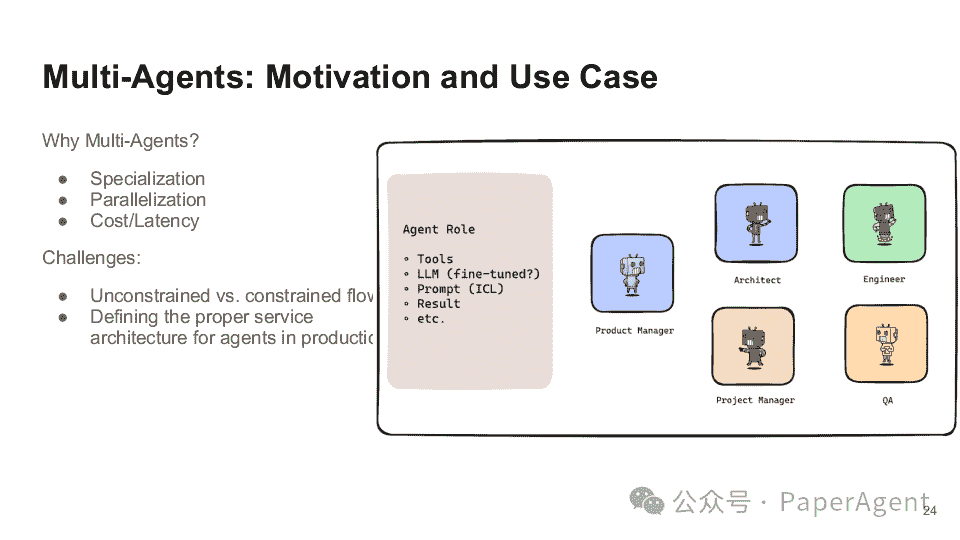 Multi-Agents: Motivation and Use Case
Why Multi-Agents?
● Specialization
● Parallelization
● Cost/Latency
Challenges:
● Unconstrained vs. constrained flow
● Defining the proper service
architecture for agents in productio
Agent Role
∘ Tools
∘ LLM (fine-tuned?)
∘ Prompt (ICL)
∘ Result
∘ etc.
Product Manager
Architect
Engineer
Project Manager
QA
公众号 · PaperAgent
24